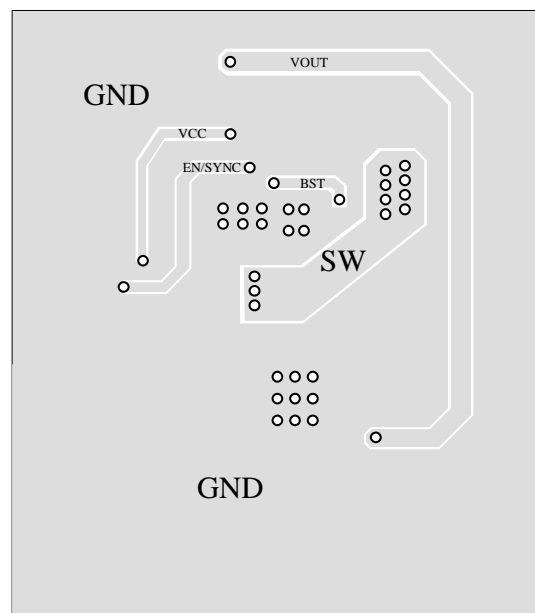 VOUT
GND
VCC
EN/SYNC
BST
SW
GND